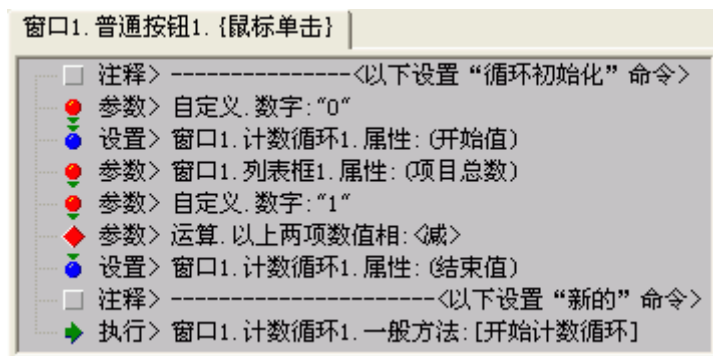 窗口1.普通按钮1.{鼠标单击}
注释> ---------------<以下设置“循环初始化”命令>
参数> 自定义.数字:"0"
设置> 窗口1.计数循环1.属性:(开始值)
参数> 窗口1.列表框1.属性:(项目总数)
参数> 自定义.数字:"1"
参数> 运算.以上两项数值相:<减>
设置> 窗口1.计数循环1.属性:(结束值)
注释> ----------------------<以下设置“新的”命令>
执行> 窗口1.计数循环1.一般方法:[开始计数循环]